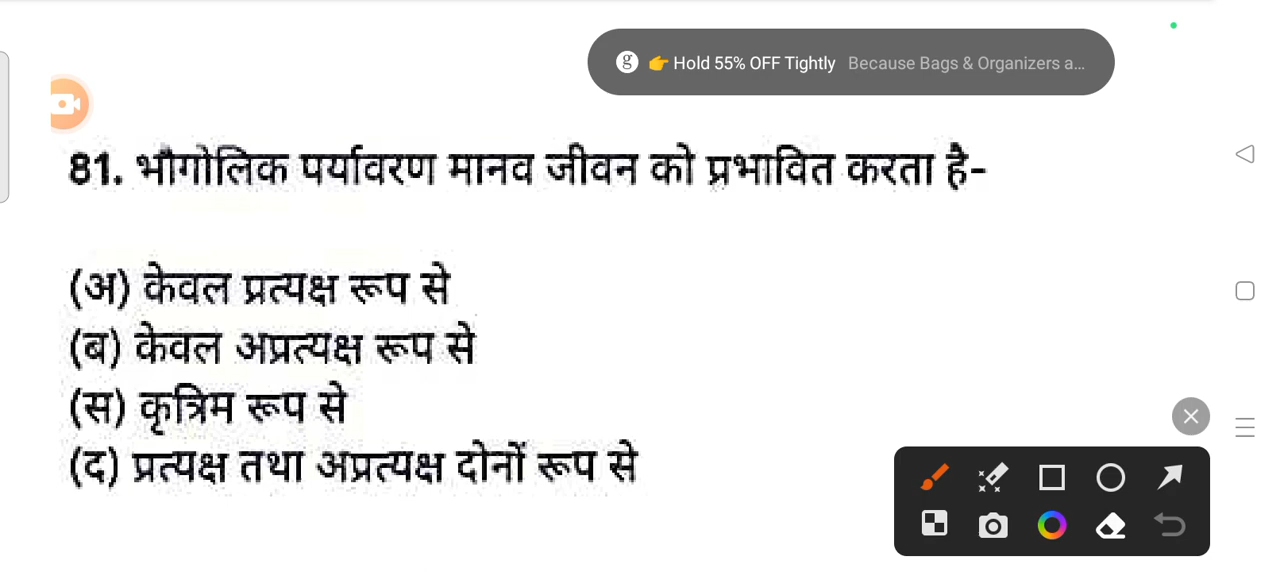 g 👉 Hold 55% OFF Tightly Because Bags & Organizers a...
81. भौगोलिक पर्यावरण मानव जीवन को प्रभावित करता है-
(अ) केवल प्रत्यक्ष रूप से
(ब) केवल अप्रत्यक्ष रूप से
(स) कृत्रिम रूप से
(द) प्रत्यक्ष तथा अप्रत्यक्ष दोनों रूप से